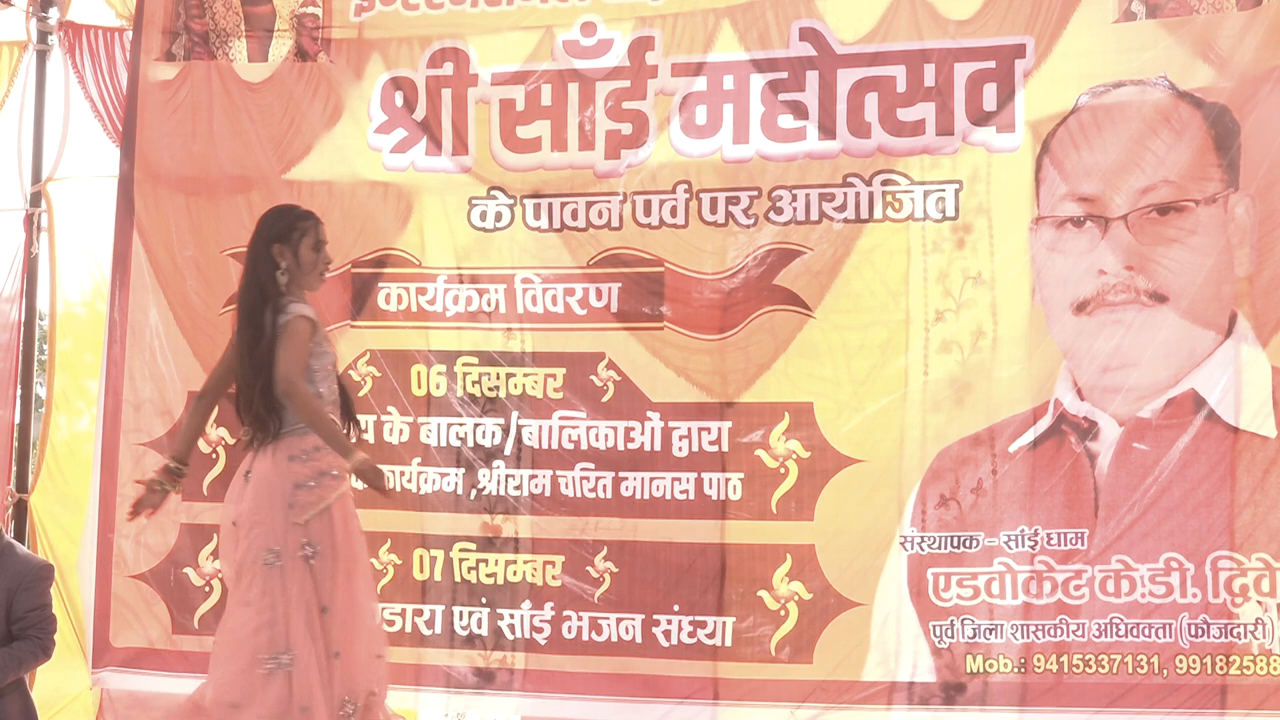 श्री साँई महोत्सव
के पावन पर्व पर आयोजित
कार्यक्रम विवरण
06 दिसम्बर
य के बालक/बालिकाओं द्वारा
कार्यक्रम ,श्रीराम चरित मानस पाठ
07 दिसम्बर
डारा एवं साँई भजन संध्या
संस्थापक - साँई धाम
एडवोकेट के.डी. द्विवे
पूर्व जिला शासकीय अधिवक्ता (फौजदारी)
Mob.: 9415337131, 99182588